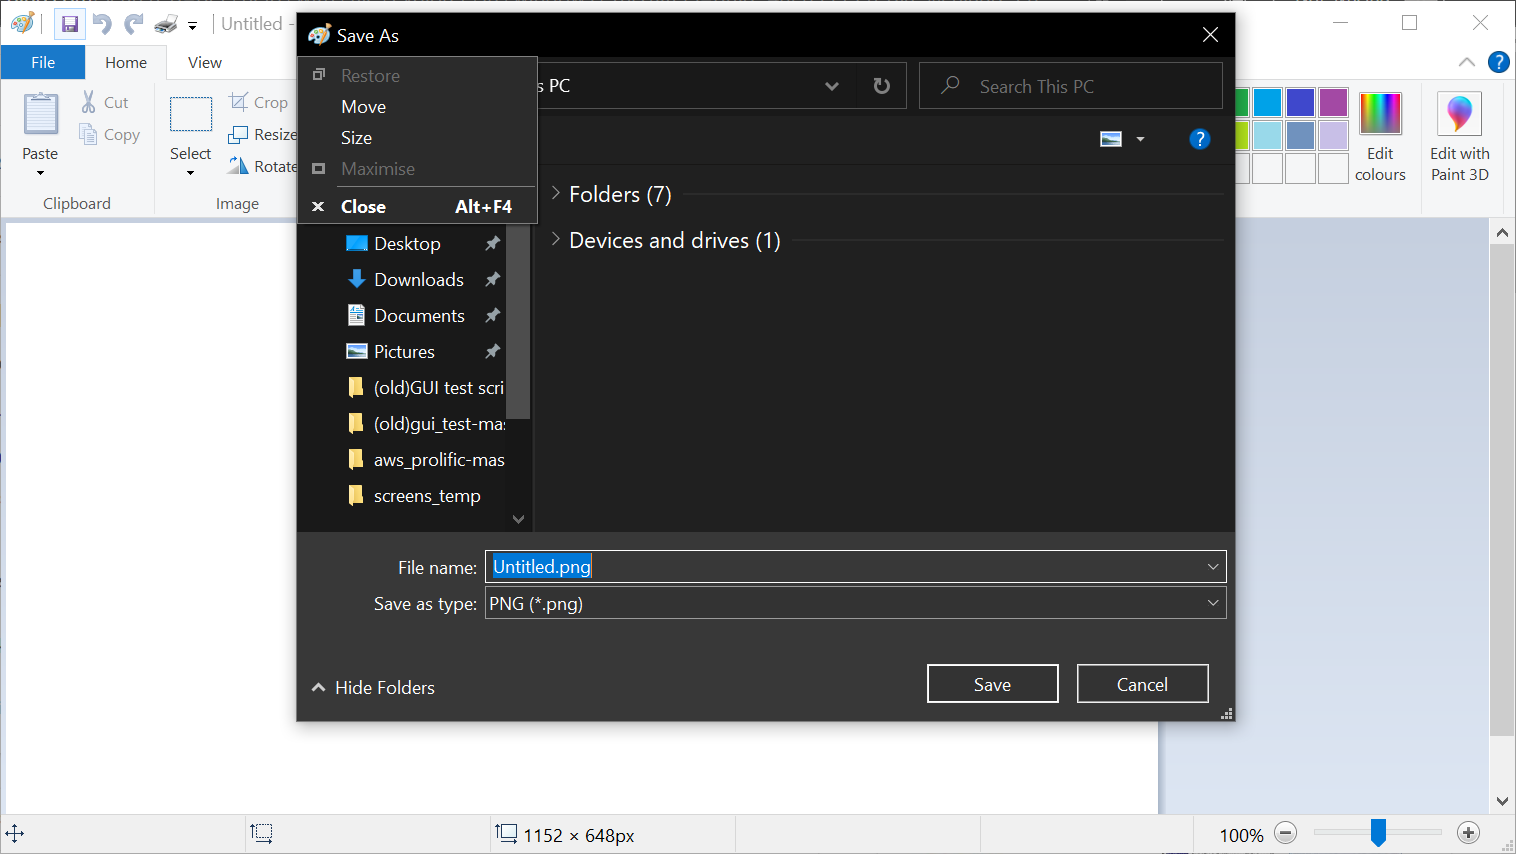 Untitled -
Save As
File
Home
View
Restore
Move
Size
Maximise
Close Alt+F4
s PC
Search This PC
Paste
Cut
Copy
Clipboard
Select
Crop
Resize
Rotate
Image
Edit
colours
Edit with
Paint 3D
Folders (7)
Devices and drives (1)
Desktop
Downloads
Documents
Pictures
(old)GUI test scri
(old)gui_test-mas
aws_prolific-mas
screens_temp
File name: Untitled.png
Save as type: PNG (*.png)
Hide Folders
Save
Cancel
1152 × 648px
100%